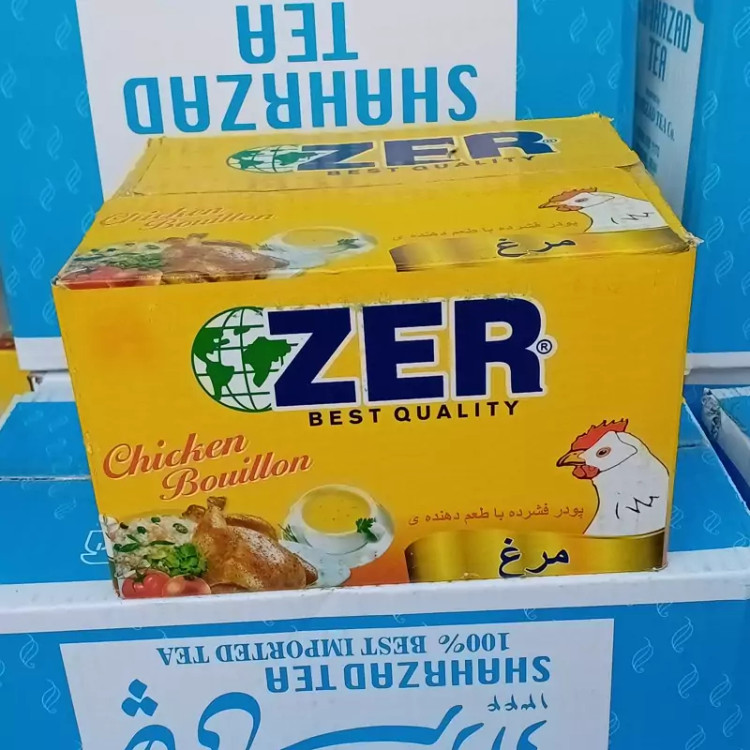 SHAHRZAD
TEA
SHAHRZAD
TEA
ZER®
BEST QUALITY
Chicken
Bouillon
پودر فشرده با طعم دهنده ی
مرغ
ZER®
BEST QUALITY
Chicken
Bouillon
پودر فشرده با طعم دهنده ی
مرغ
100% BEST IMPORTED TEA
SHAHRZAD TEA
۱۳۴۴